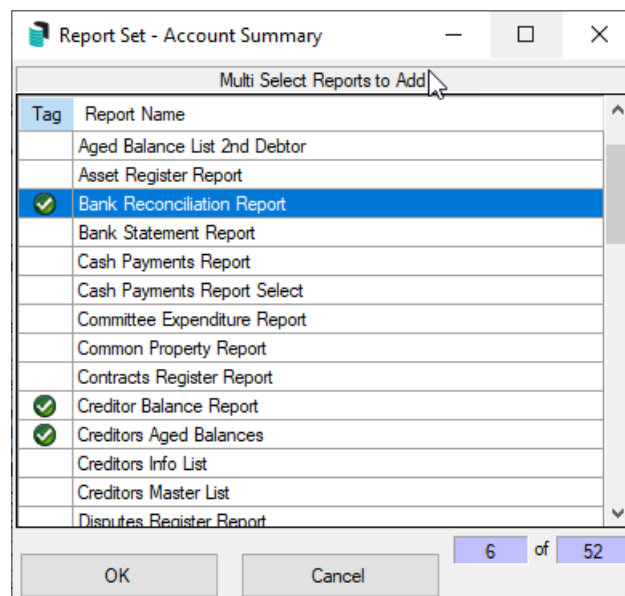 Report Set - Account Summary
Multi Select Reports to Add
Tag Report Name
Aged Balance List 2nd Debtor
Asset Register Report
Bank Reconciliation Report
Bank Statement Report
Cash Payments Report
Cash Payments Report Select
Committee Expenditure Report
Common Property Report
Contracts Register Report
Creditor Balance Report
Creditors Aged Balances
Creditors Info List
Creditors Master List
Disputes Register Report
6 of 52
OK Cancel